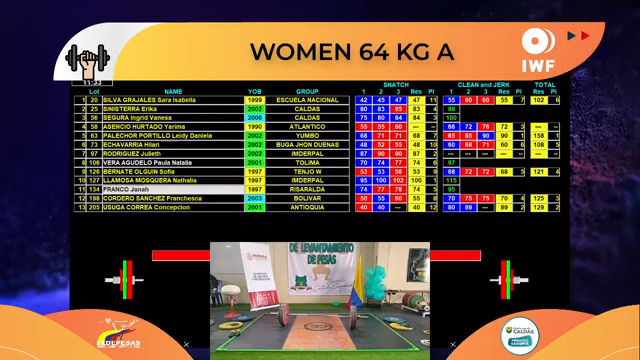 WOMEN 64 KG A
IWF
SNATCH CLEAN and JERK TOTAL
Lot NAME YOB GROUP 1 2 3 Res Pl 1 2 3 Res Pl Res Pl
1 20 SILVA GRAJALES Sara Isabella 1999 ESCUELA NACIONAL 42 45 47 47 11 55 60 60 55 7 102 6
2 25 SINISTERRA Erika 2002 CALDAS 80 83 85 83 99
3 56 SEGURA Ingrid Vanesa CALDAS 75 80 84 84 3 100
4 58 ASENCIO HURTADO Yarima 1990 ATLANTICO 55 55 60 --- 66 72 76 72 3 ---
5 63 PALECHOR PORTILLO Leidy Daniela 2002 YUMBO 68 71 71 68 85 85 90 90 1 158 1
6 73 ECHAVARRIA Hilari 2002 BUGA JHON DUENAS 48 52 55 48 10 60 68 71 60 6 108 5
7 97 RODRIGUEZ Julieth 2002 IMDERPAL 87 90 90 87 2 --- --- --- --- ---
8 106 VERA AGUDELO Paula Natalia 2001 TOLIMA 70 74 77 74 6 97
9 126 BERNATE OLGUIN Sofia 1997 TENJO W 53 53 56 53 9 68 72 72 68 5 121 4
10 127 LLAMOSA MOSQUERA Nathalia 1997 IMDERPAL 95 100 102 100 1 115
11 134 FRANCO Janah 1997 RISARALDA 74 77 78 74 5 95
12 198 CORDERO SANCHEZ Franchesca 2003 BOLIVAR 50 55 60 55 8 70 75 75 70 4 125 3
13 205 USUGA CORREA Concepcion 2001 ANTIOQUIA 40 40 --- 40 12 80 89 --- 89 2 129 2
DE LEVANTAMIENTO
DE PESAS
FEDEPESAS
CALDAS